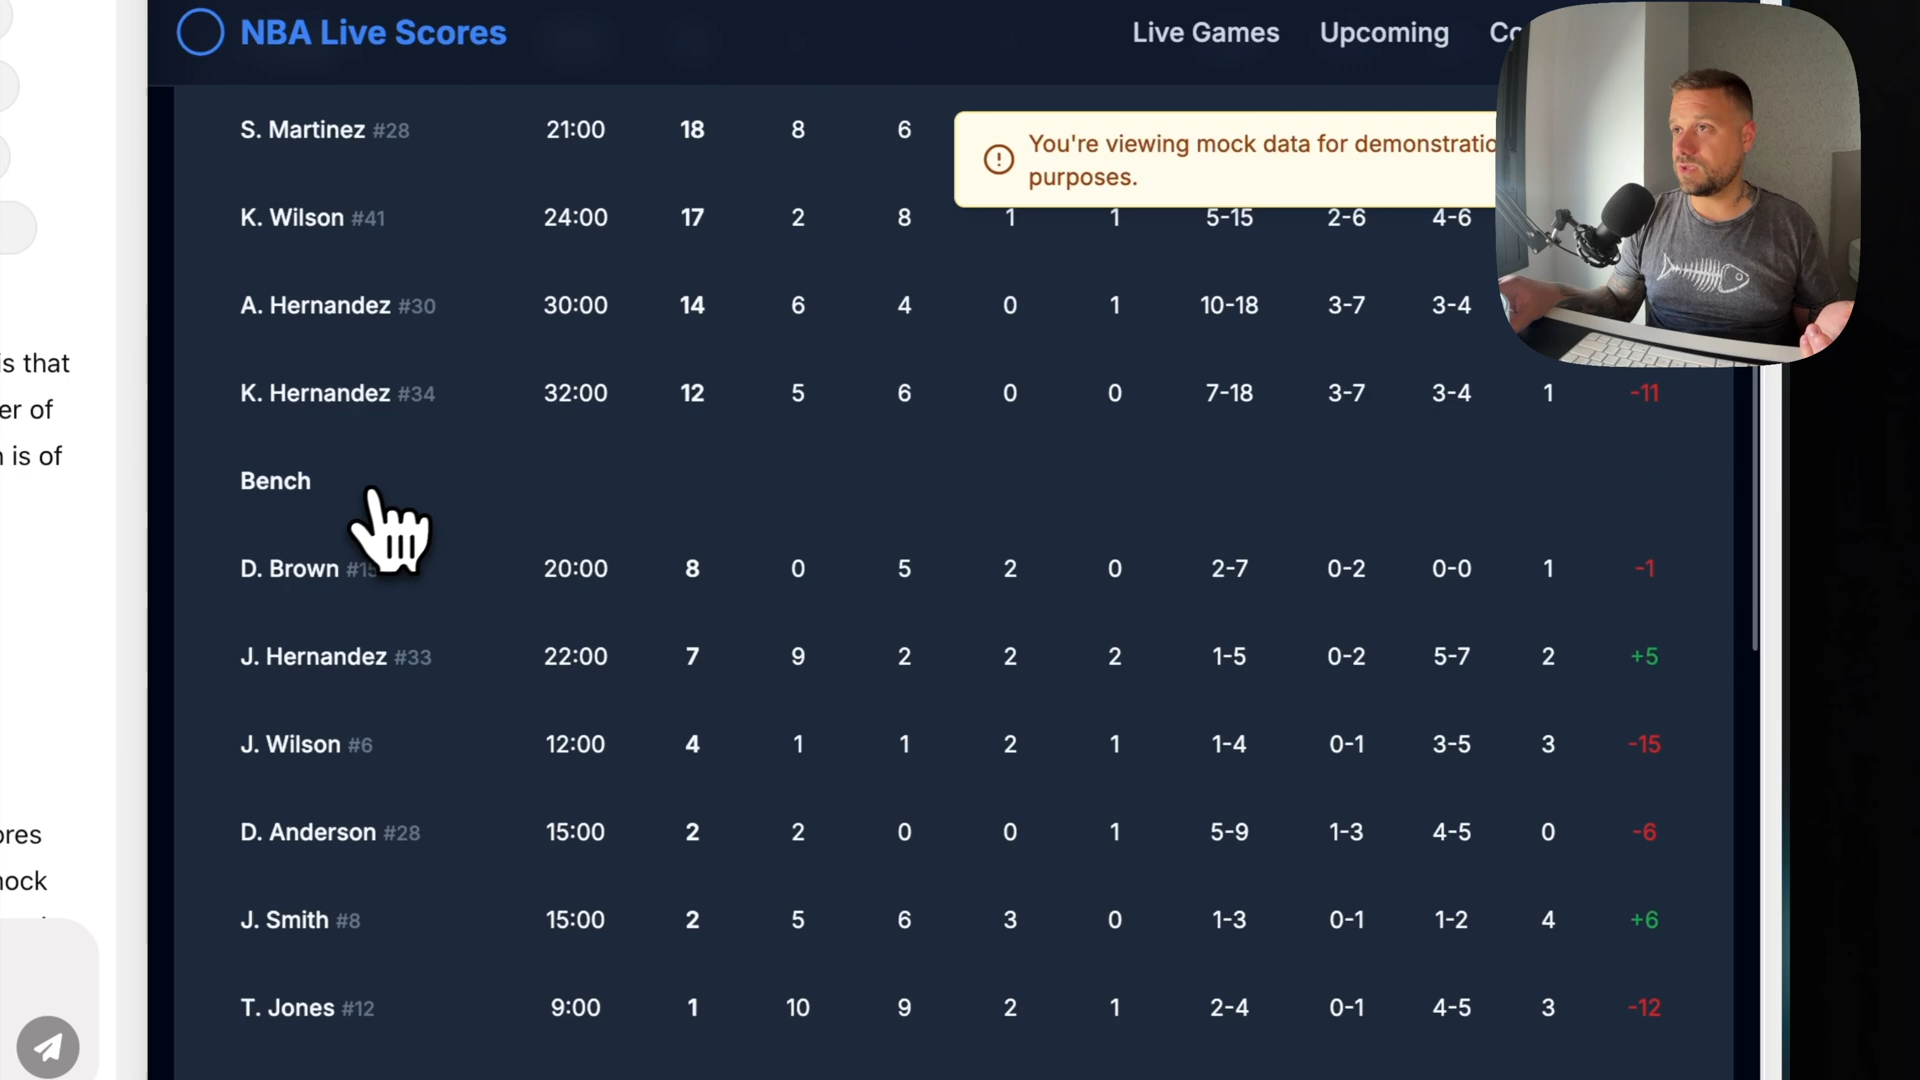 NBA Live Scores Live Games Upcoming
S. Martinez #28 21:00 18 8 6
You're viewing mock data for demonstratio
purposes.
K. Wilson #41 24:00 17 2 8 1 1 5-15 2-6 4-6
A. Hernandez #30 30:00 14 6 4 0 1 10-18 3-7 3-4
K. Hernandez #34 32:00 12 5 6 0 0 7-18 3-7 3-4 1 -11
Bench
D. Brown #15 20:00 8 0 5 2 0 2-7 0-2 0-0 1 -1
J. Hernandez #33 22:00 7 9 2 2 2 1-5 0-2 5-7 2 +5
J. Wilson #6 12:00 4 1 1 2 1 1-4 0-1 3-5 3 -15
D. Anderson #28 15:00 2 2 0 0 1 5-9 1-3 4-5 0 -6
J. Smith #8 15:00 2 5 6 3 0 1-3 0-1 1-2 4 +6
T. Jones #12 9:00 1 10 9 2 1 2-4 0-1 4-5 3 -12
is that
er of
is of
ores
ock